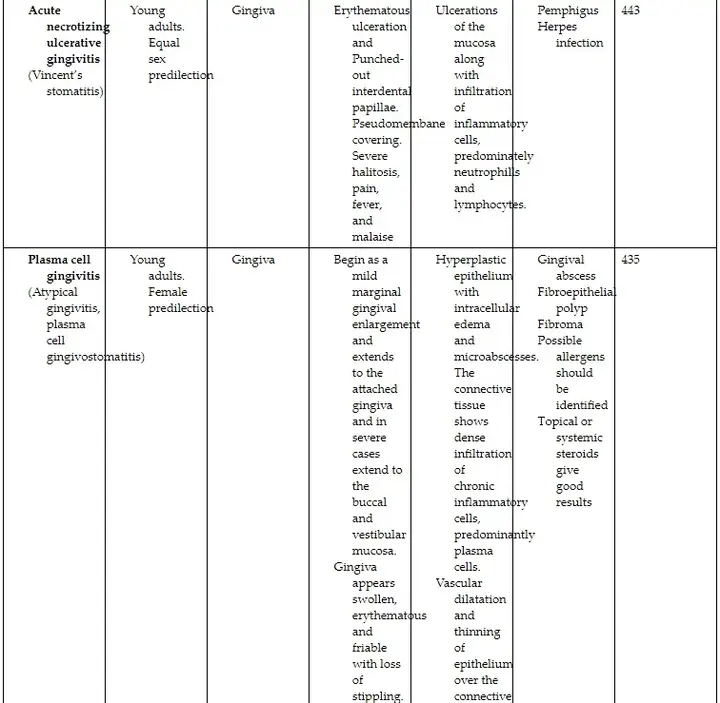 Acute
necrotizing
ulcerative
gingivitis
(Vincent's
stomatitis)
Young
adults.
Equal
sex
predilection
Gingiva
Erythematous
ulceration
and
Punched-
out
interdental
papillae.
Pseudomembane
covering.
Severe
halitosis,
pain,
fever,
and
malaise
Ulcerations
of the
mucosa
along
with
infiltration
of
inflammatory
cells,
predominately
neutrophills
and
lymphocytes.
Pemphigus
Herpes
infection
443
Plasma cell
gingivitis
(Atypical
gingivitis,
plasma
cell
gingivostomatitis)
Young
adults.
Female
predilection
Gingiva
Begin as a
mild
marginal
gingival
enlargement
and
extends
to the
attached
gingiva
and in
severe
cases
extend to
the
buccal
and
vestibular
mucosa.
Gingiva
appears
swollen,
erythematous
and
friable
with loss
of
stippling.
Hyperplastic
epithelium
with
intracellular
edema
and
microabscesses.
The
connective
tissue
shows
dense
infiltration
of
chronic
inflammatory
cells,
predominantly
plasma
cells.
Vascular
dilatation
and
thinning
of
epithelium
over the
connective
Gingival
abscess
Fibroepithelial
polyp
Fibroma
Possible
allergens
should
be
identified
Topical or
systemic
steroids
give
good
results
435